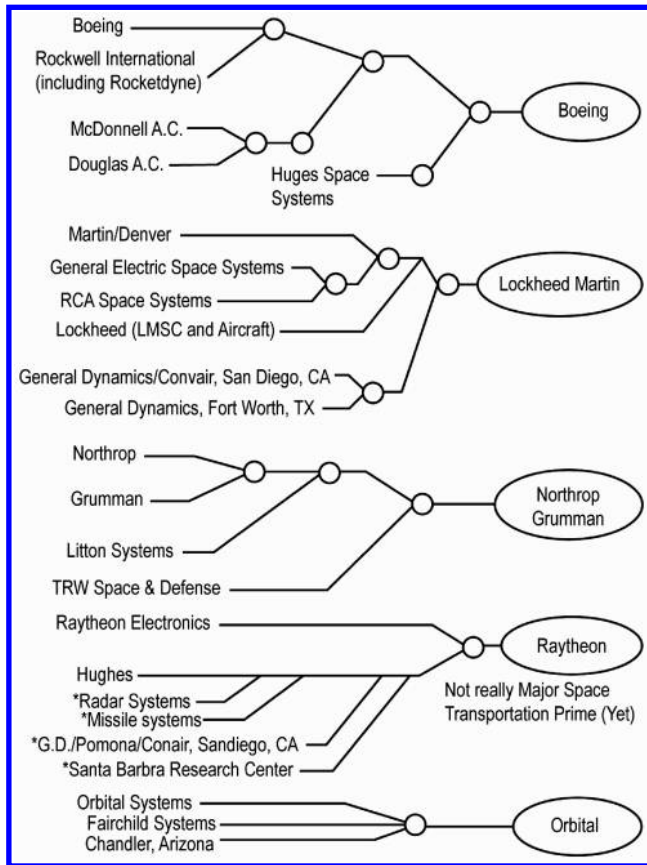 Boeing
Rockwell International
(including Rocketdyne)
McDonnell A.C.
Douglas A.C.
Huges Space
Systems
Boeing
Martin/Denver
General Electric Space Systems
RCA Space Systems
Lockheed (LMSC and Aircraft)
General Dynamics/Convair, San Diego, CA
General Dynamics, Fort Worth, TX
Lockheed Martin
Northrop
Grumman
Litton Systems
TRW Space & Defense
Northrop
Grumman
Raytheon Electronics
Hughes
*Radar Systems
*Missile systems
*G.D./Pomona/Conair, Sandiego, CA
*Santa Barbra Research Center
Raytheon
Not really Major Space
Transportation Prime (Yet)
Orbital Systems
Fairchild Systems
Chandler, Arizona
Orbital